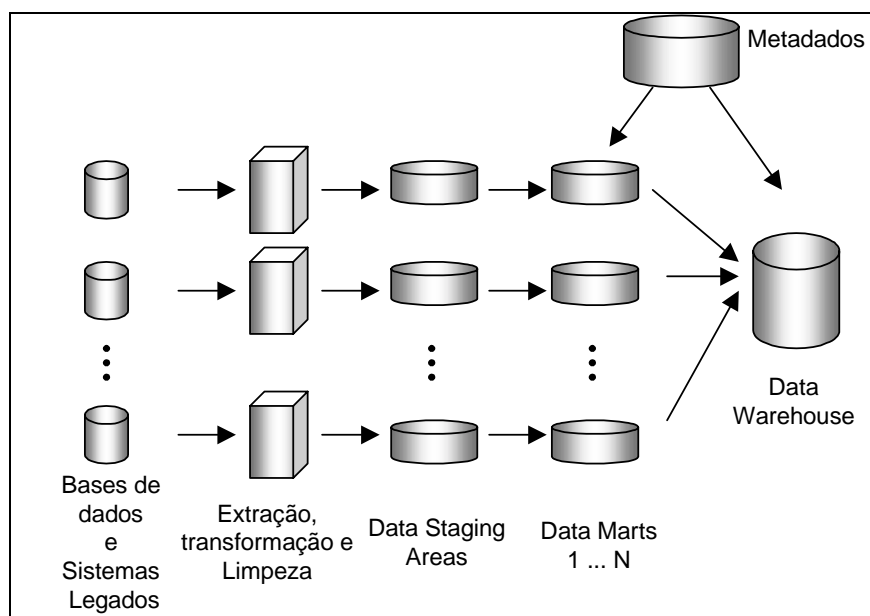 Metadados
Data
Warehouse
Bases de
dados
e
Sistemas
Legados
Extração,
transformação e
Limpeza
Data Staging
Areas
Data Marts
1 ... N